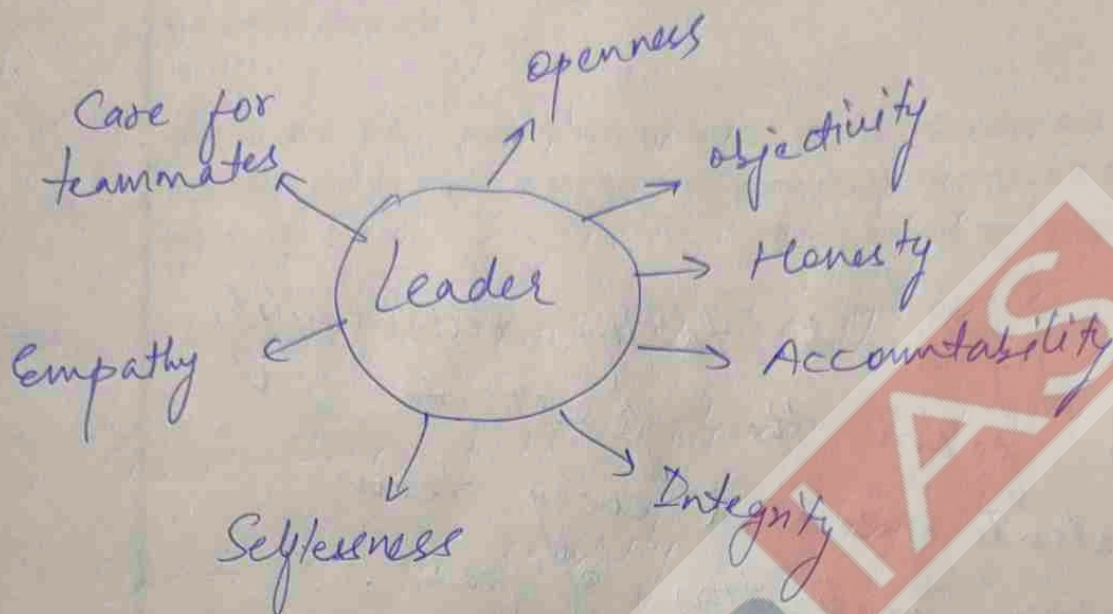 Openness
Care for
teammates
Objectivity
Leader
Honesty
Empathy
Accountability
Selflessness
Integrity
IAS